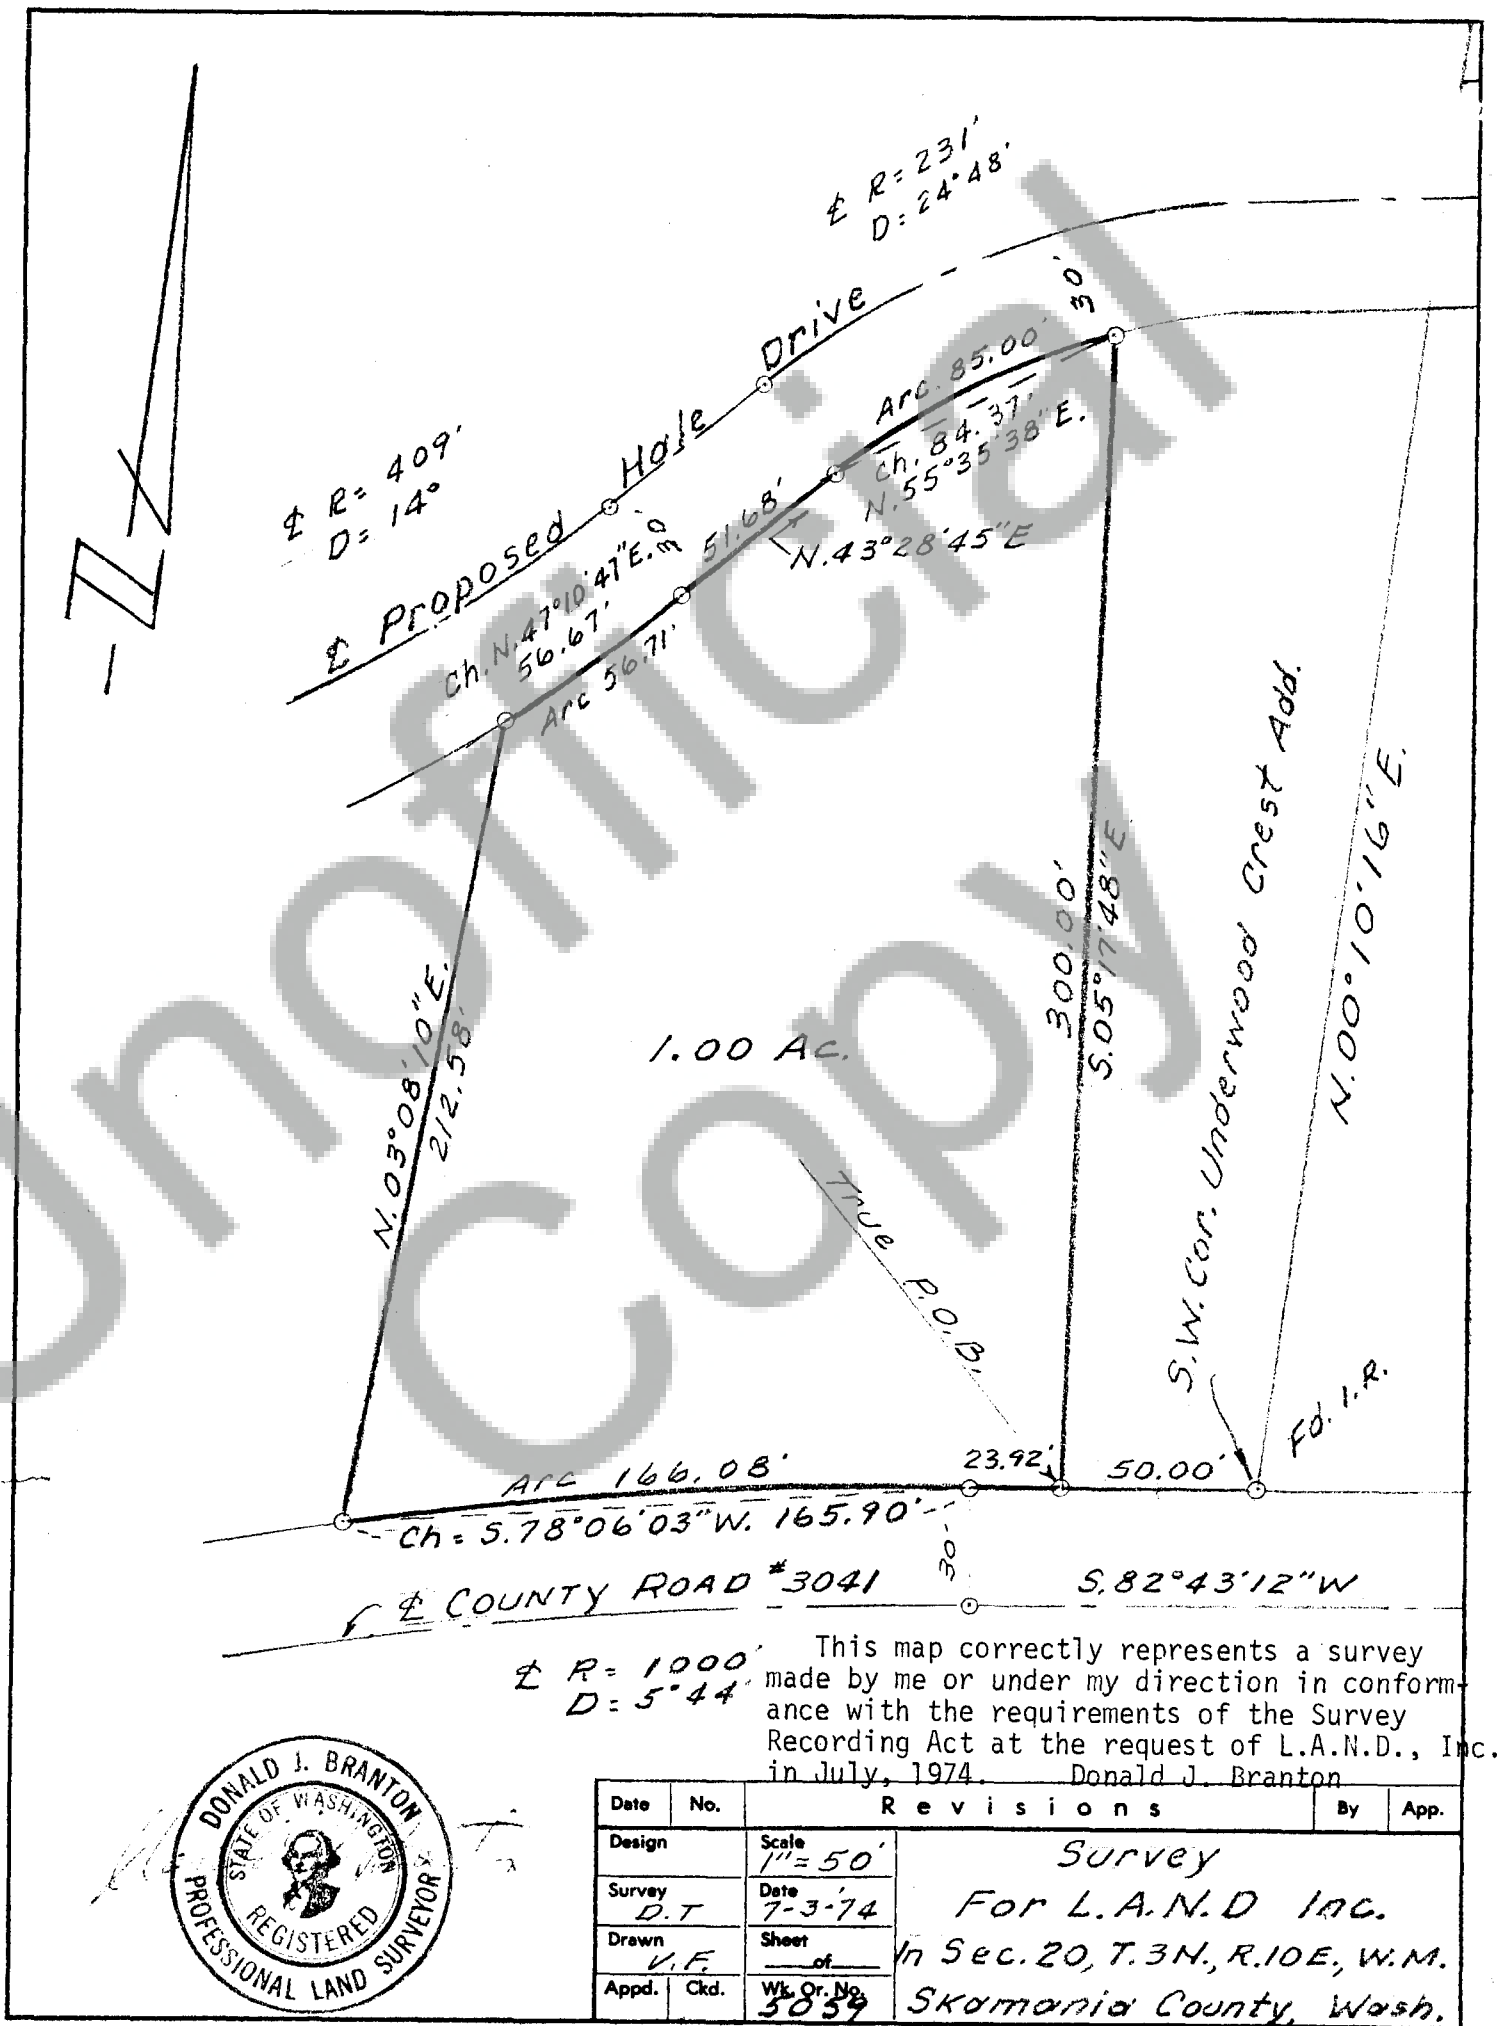 ℄ R=231'
D=24°48'
30'
℄ R=409'
D=14°
℄ Proposed Hale Drive
Arc. 85.00'
Ch. 84.37'
N.55°35'38"E.
51.68'
N.43°28'45"E
30'
Ch. N.47°10'47"E.
56.67'
Arc 56.71'
N.03°08'10"E.
212.58'
1.00 Ac.
300.00'
S.05°17'48"E
S.W. Cor. Underwood Crest Add.
N.00°10'16"E.
True P.O.B.
Fd. I.R.
Arc 166.08'
23.92'
50.00'
Ch = S.78°06'03"W. 165.90'
30'
℄ COUNTY ROAD #3041
S.82°43'12"W
℄ R= 1000'
D=5°44'
This map correctly represents a survey
made by me or under my direction in conform-
ance with the requirements of the Survey
Recording Act at the request of L.A.N.D., Inc.
in July, 1974. Donald J. Branton
DONALD J. BRANTON
STATE OF WASHINGTON
REGISTERED
PROFESSIONAL LAND SURVEYOR
Date No. Revisions By App.
Design Scale
1"=50'
Survey D.T Date 7-3-74
Drawn V.F. Sheet of
Appd. Ckd. Wk. Or. No. 5059
Survey
For L.A.N.D Inc.
In Sec.20, T.3N., R.10E., W.M.
Skamania County, Wash.
Unofficial
Copy